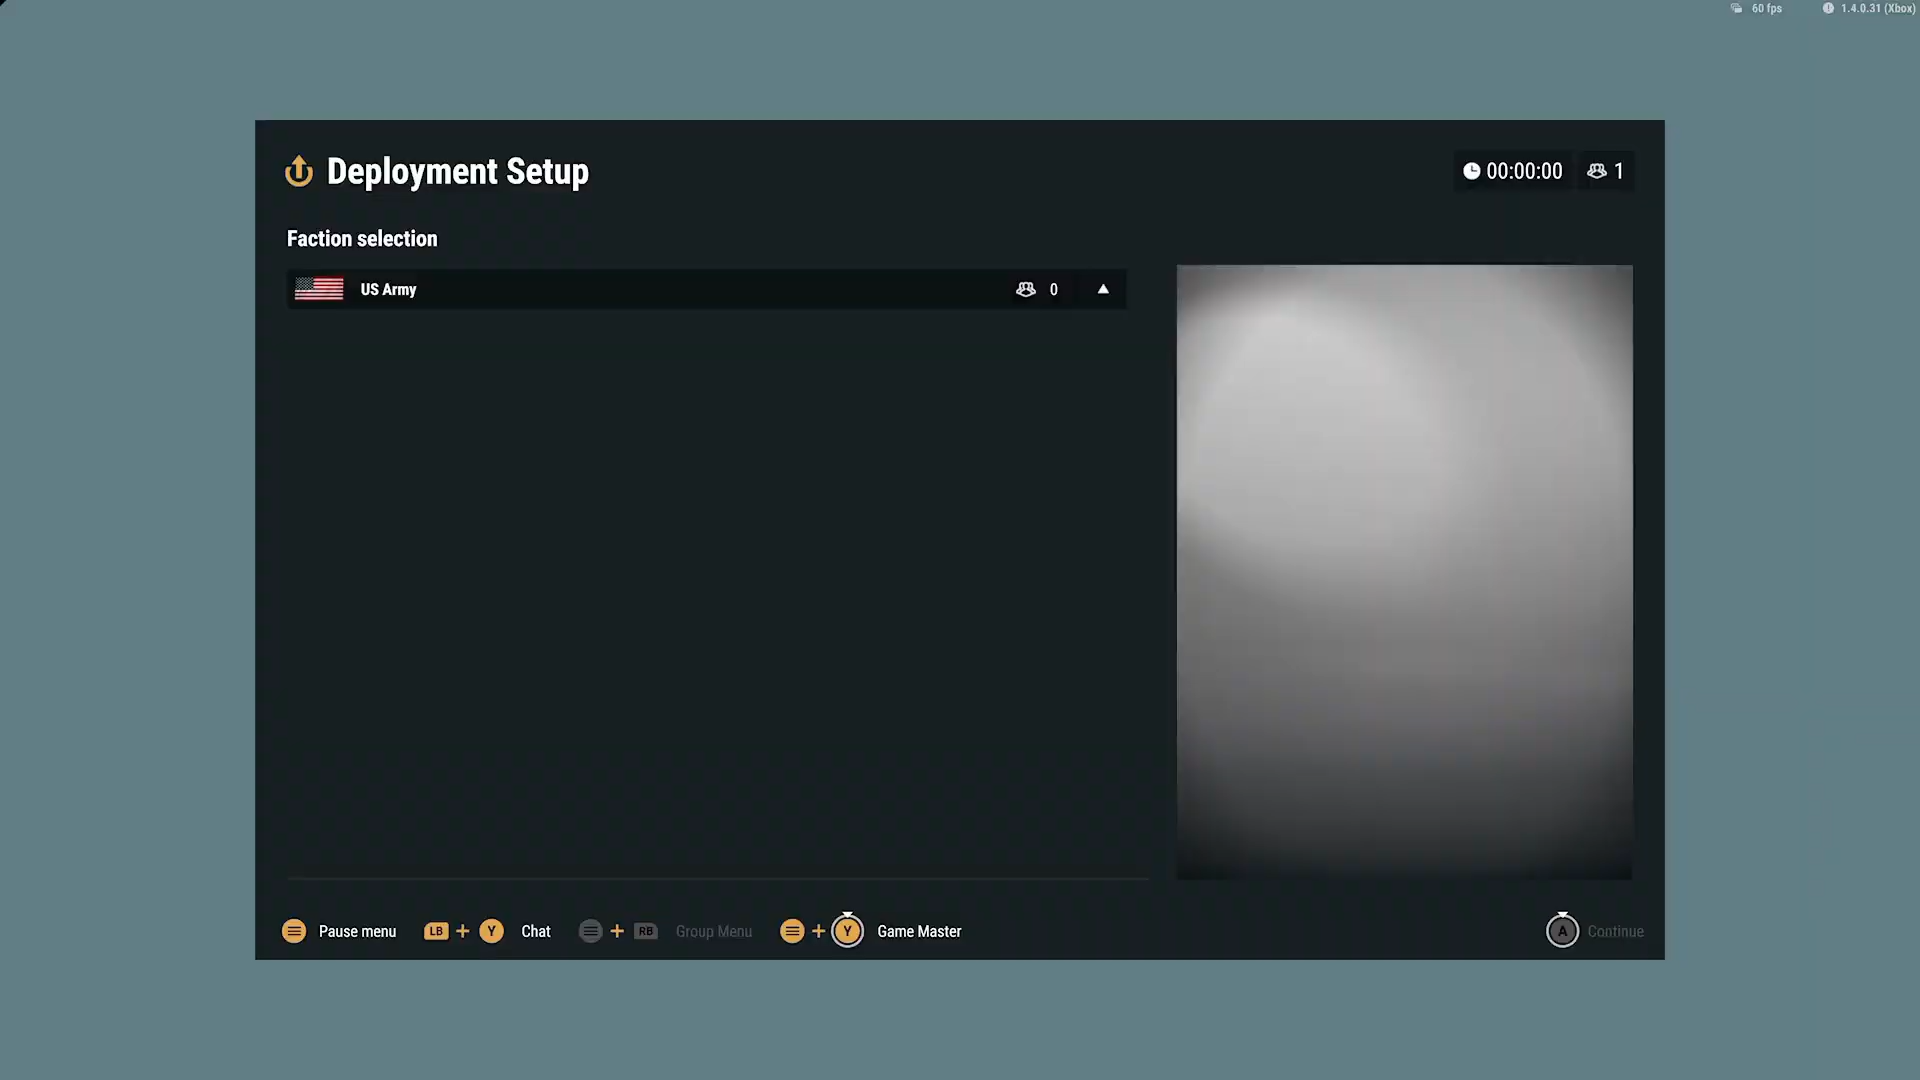 60 fps
1.4.0.31 (Xbox)
Deployment Setup
00:00:00
1
Faction selection
US Army
0
Pause menu
LB + Y
Chat
+ RB
Group Menu
+ Y
Game Master
A
Continue